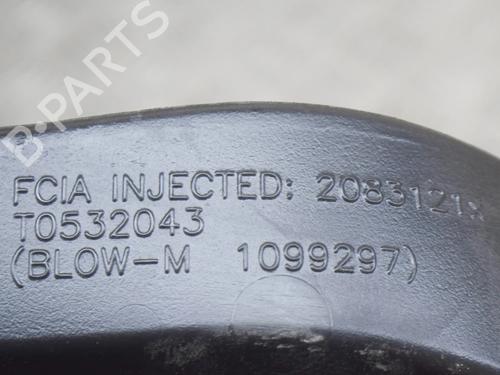 B-PARTS
FCIA INJECTED: 2083121
T0532043
(BLOW-M 1099297)